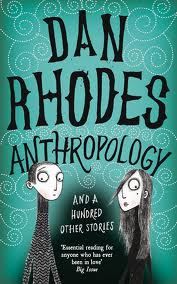 DAN
RHODES
ANTHROPOLOGY
AND A
HUNDRED
OTHER STORIES
'Essential reading for
anyone who has ever
been in love'
Big Issue